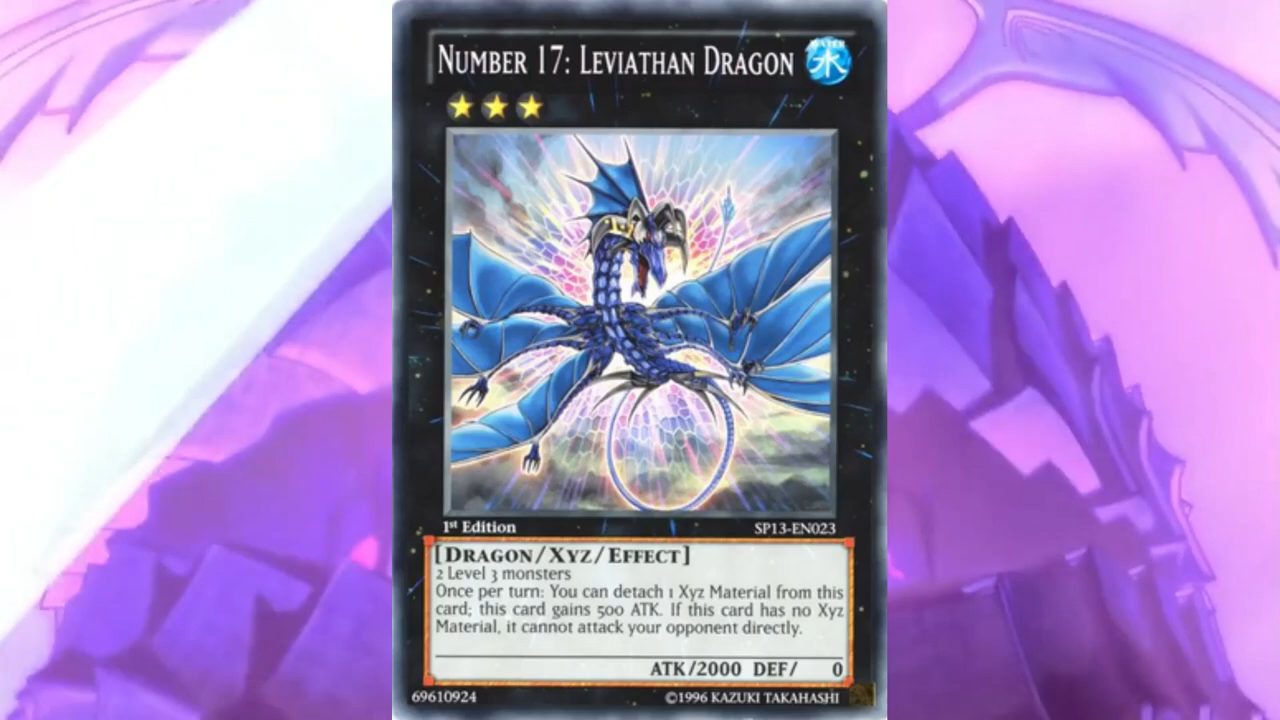 Number 17: Leviathan Dragon
WATER
水
1st Edition
SP13-EN023
[Dragon/Xyz/Effect]
2 Level 3 monsters
Once per turn: You can detach 1 Xyz Material from this
card; this card gains 500 ATK. If this card has no Xyz
Material, it cannot attack your opponent directly.
ATK/2000 DEF/ 0
69610924
©1996 KAZUKI TAKAHASHI